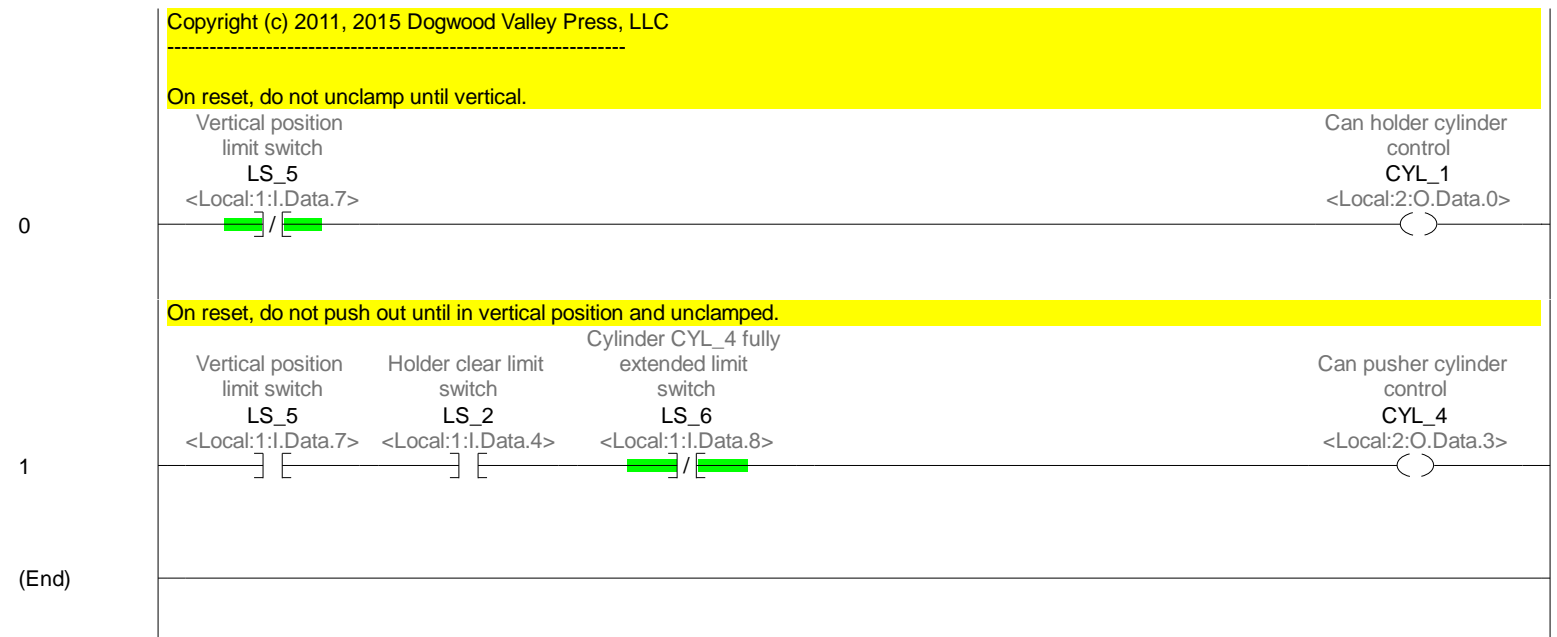 Copyright (c) 2011, 2015 Dogwood Valley Press, LLC
-----------------------------------------------------------------
On reset, do not unclamp until vertical.
Vertical position
limit switch
LS_5
<Local:1:I.Data.7>
/
Can holder cylinder
control
CYL_1
<Local:2:O.Data.0>
0
On reset, do not push out until in vertical position and unclamped.
Vertical position
limit switch
LS_5
<Local:1:I.Data.7>
Holder clear limit
switch
LS_2
<Local:1:I.Data.4>
Cylinder CYL_4 fully
extended limit
switch
LS_6
<Local:1:I.Data.8>
/
Can pusher cylinder
control
CYL_4
<Local:2:O.Data.3>
1
(End)